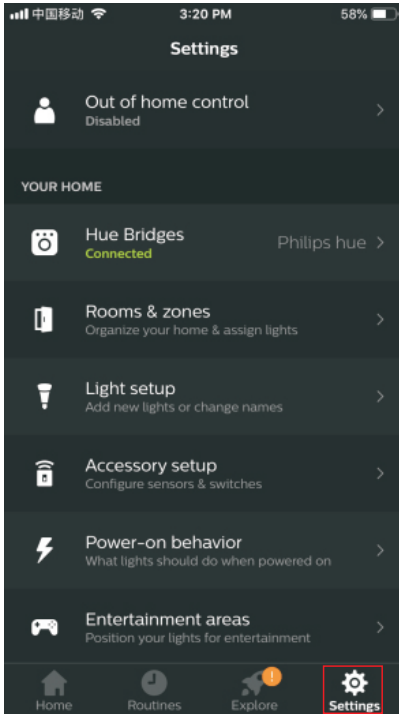 中国移动 3:20 PM 58%
Settings
Out of home control
Disabled
YOUR HOME
Hue Bridges
Connected
Philips hue
Rooms & zones
Organize your home & assign lights
Light setup
Add new lights or change names
Accessory setup
Configure sensors & switches
Power-on behavior
What lights should do when powered on
Entertainment areas
Position your lights for entertainment
!
Home Routines Explore Settings